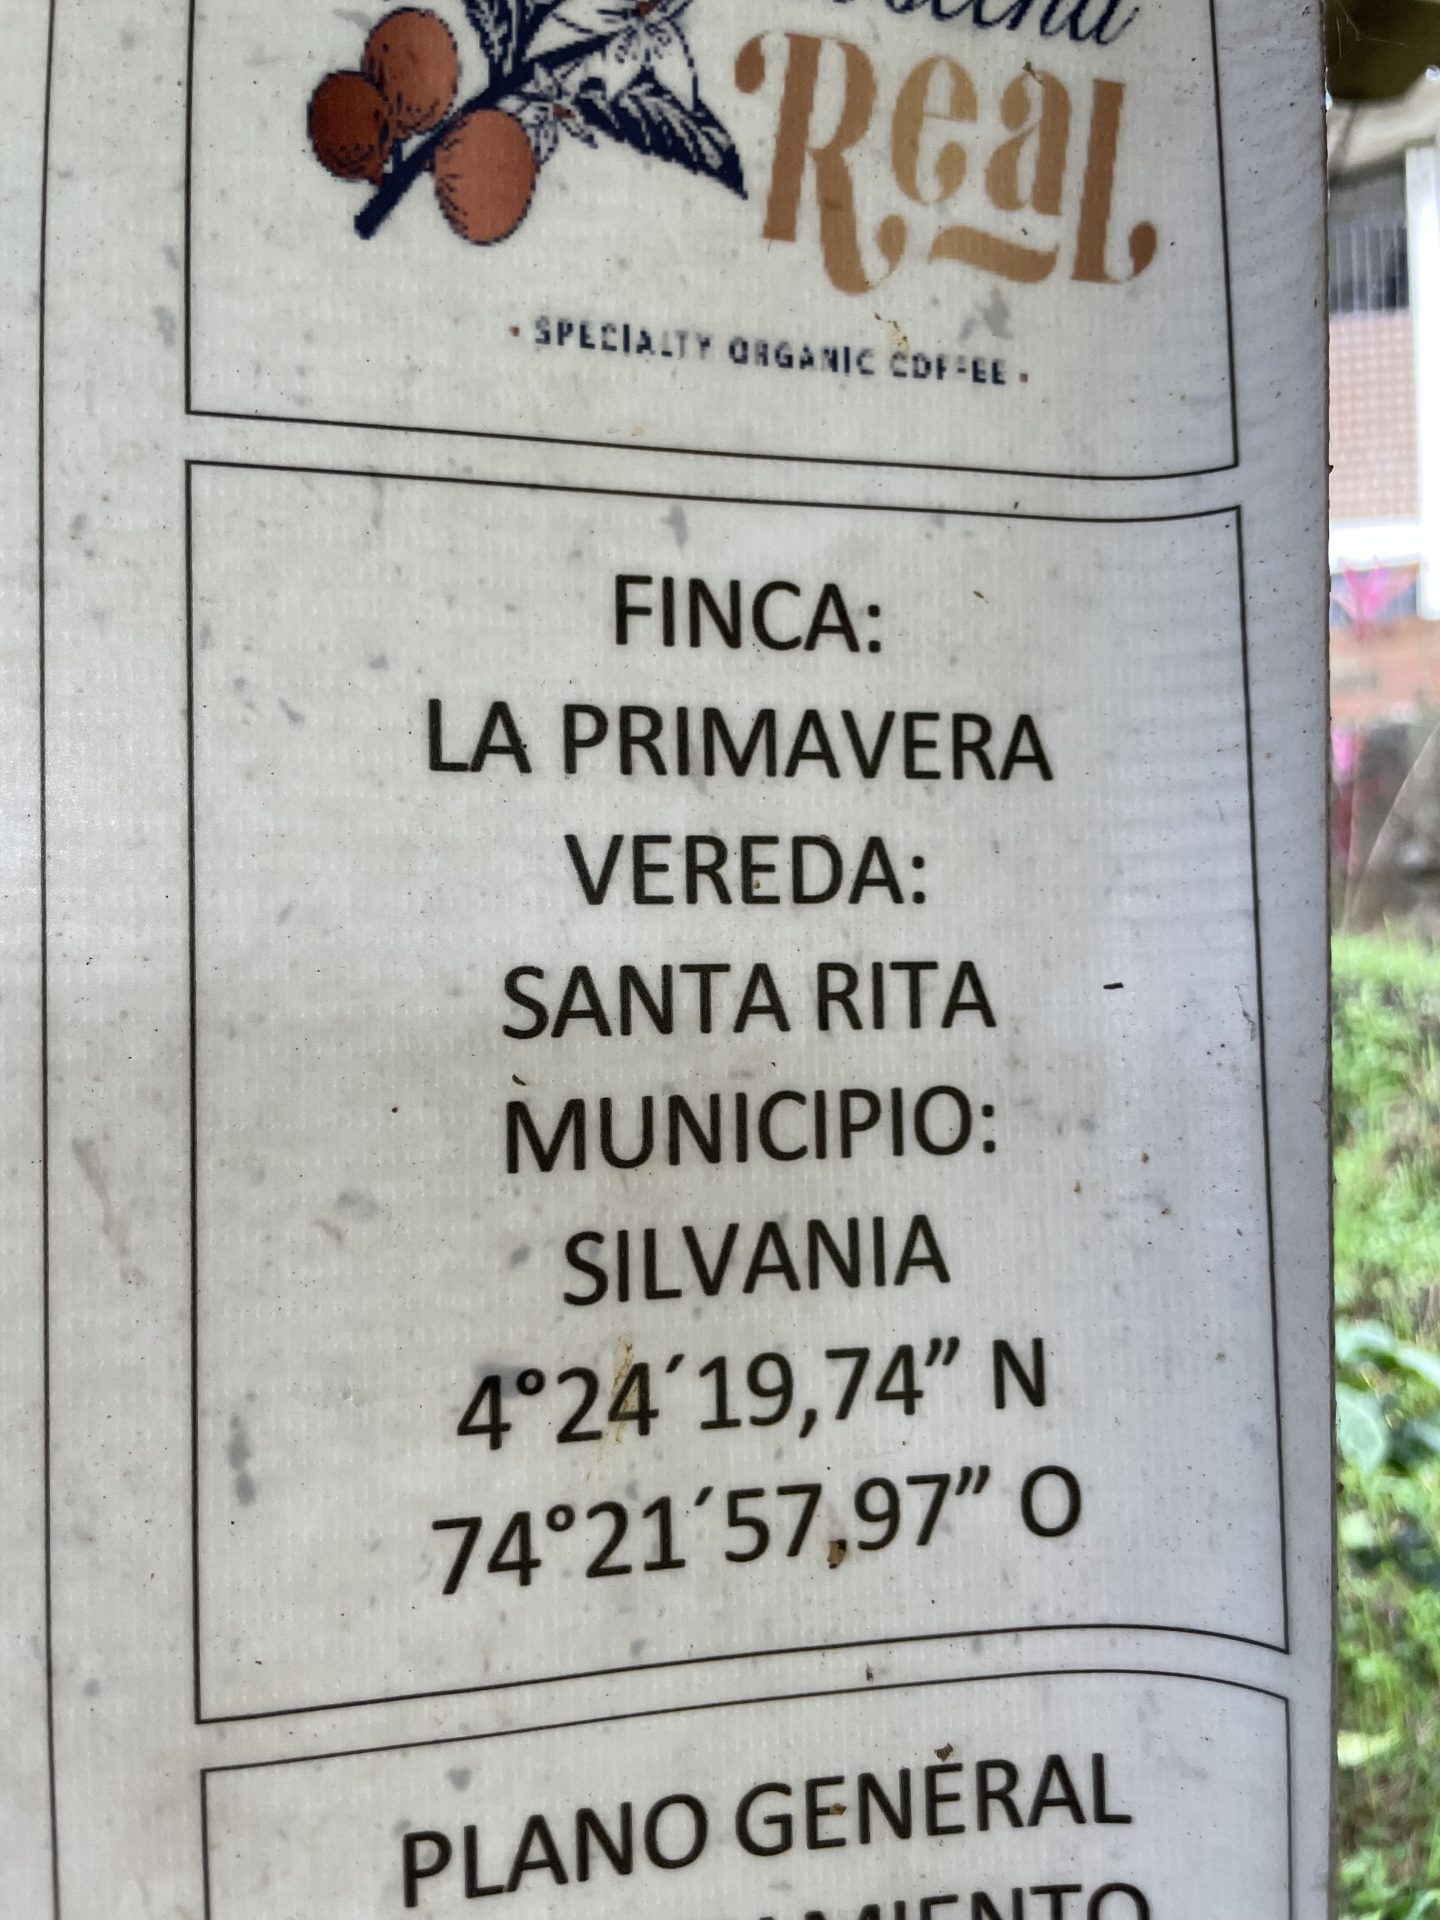 Real
· SPECIALTY ORGANIC COFFEE ·
FINCA:
LA PRIMAVERA
VEREDA:
SANTA RITA
MUNICIPIO:
SILVANIA
4°24´19,74” N
74°21´57,97” O
PLANO GENERAL